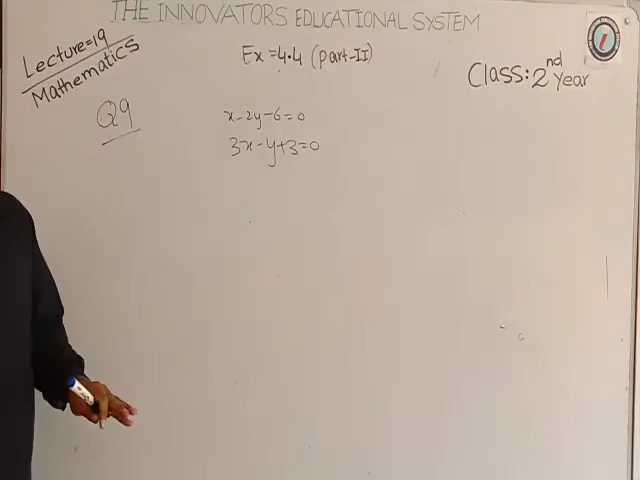 THE INNOVATORS EDUCATIONAL SYSTEM
Lecture=19
Mathematics
Ex=4.4 (Part-II)
Class: 2nd Year
Q9
x-2y-6=0
3x-y+3=0